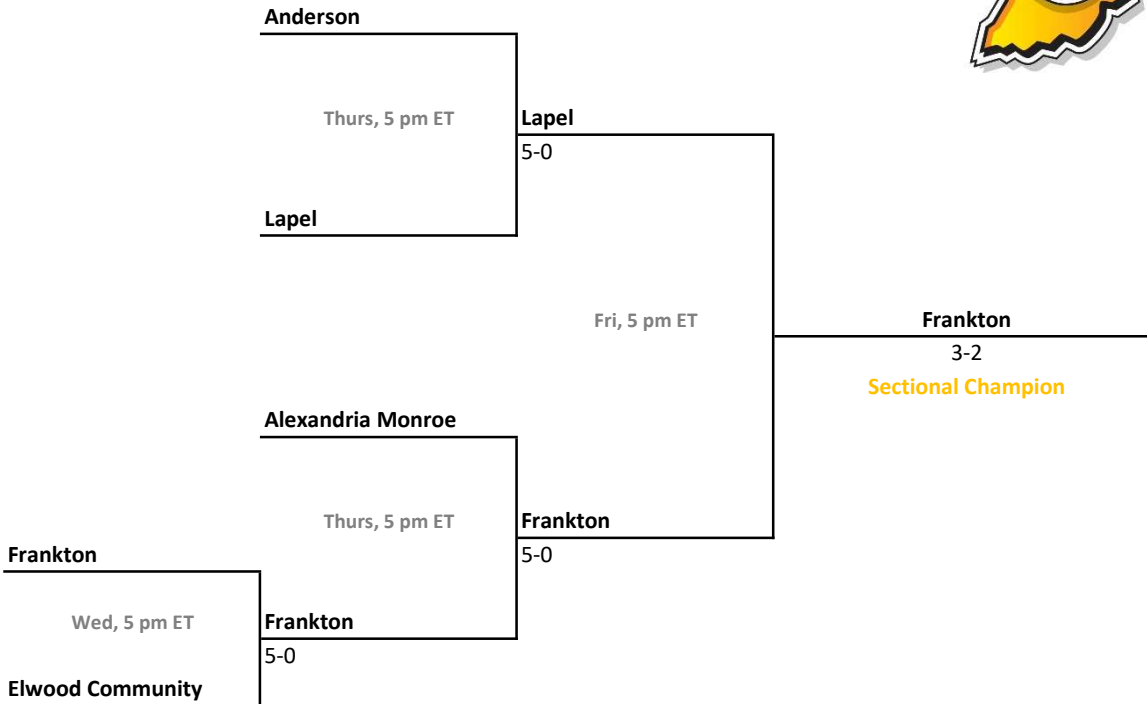 Anderson
Thurs, 5 pm ET
Lapel
5-0
Lapel
Fri, 5 pm ET
Frankton
3-2
Sectional Champion
Alexandria Monroe
Thurs, 5 pm ET
Frankton
5-0
Frankton
Wed, 5 pm ET
Frankton
5-0
Elwood Community